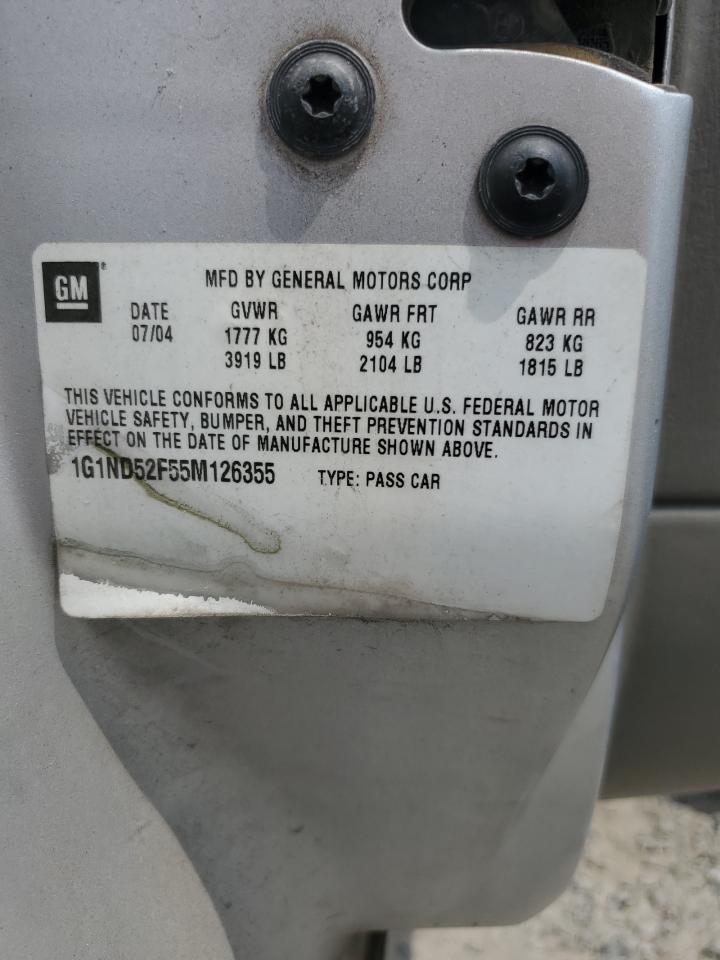 GM
MFD BY GENERAL MOTORS CORP
DATE GVWR GAWR FRT GAWR RR
07/04 1777 KG 954 KG 823 KG
3919 LB 2104 LB 1815 LB
THIS VEHICLE CONFORMS TO ALL APPLICABLE U.S. FEDERAL MOTOR
VEHICLE SAFETY, BUMPER, AND THEFT PREVENTION STANDARDS IN
EFFECT ON THE DATE OF MANUFACTURE SHOWN ABOVE.
1G1ND52F55M126355 TYPE: PASS CAR